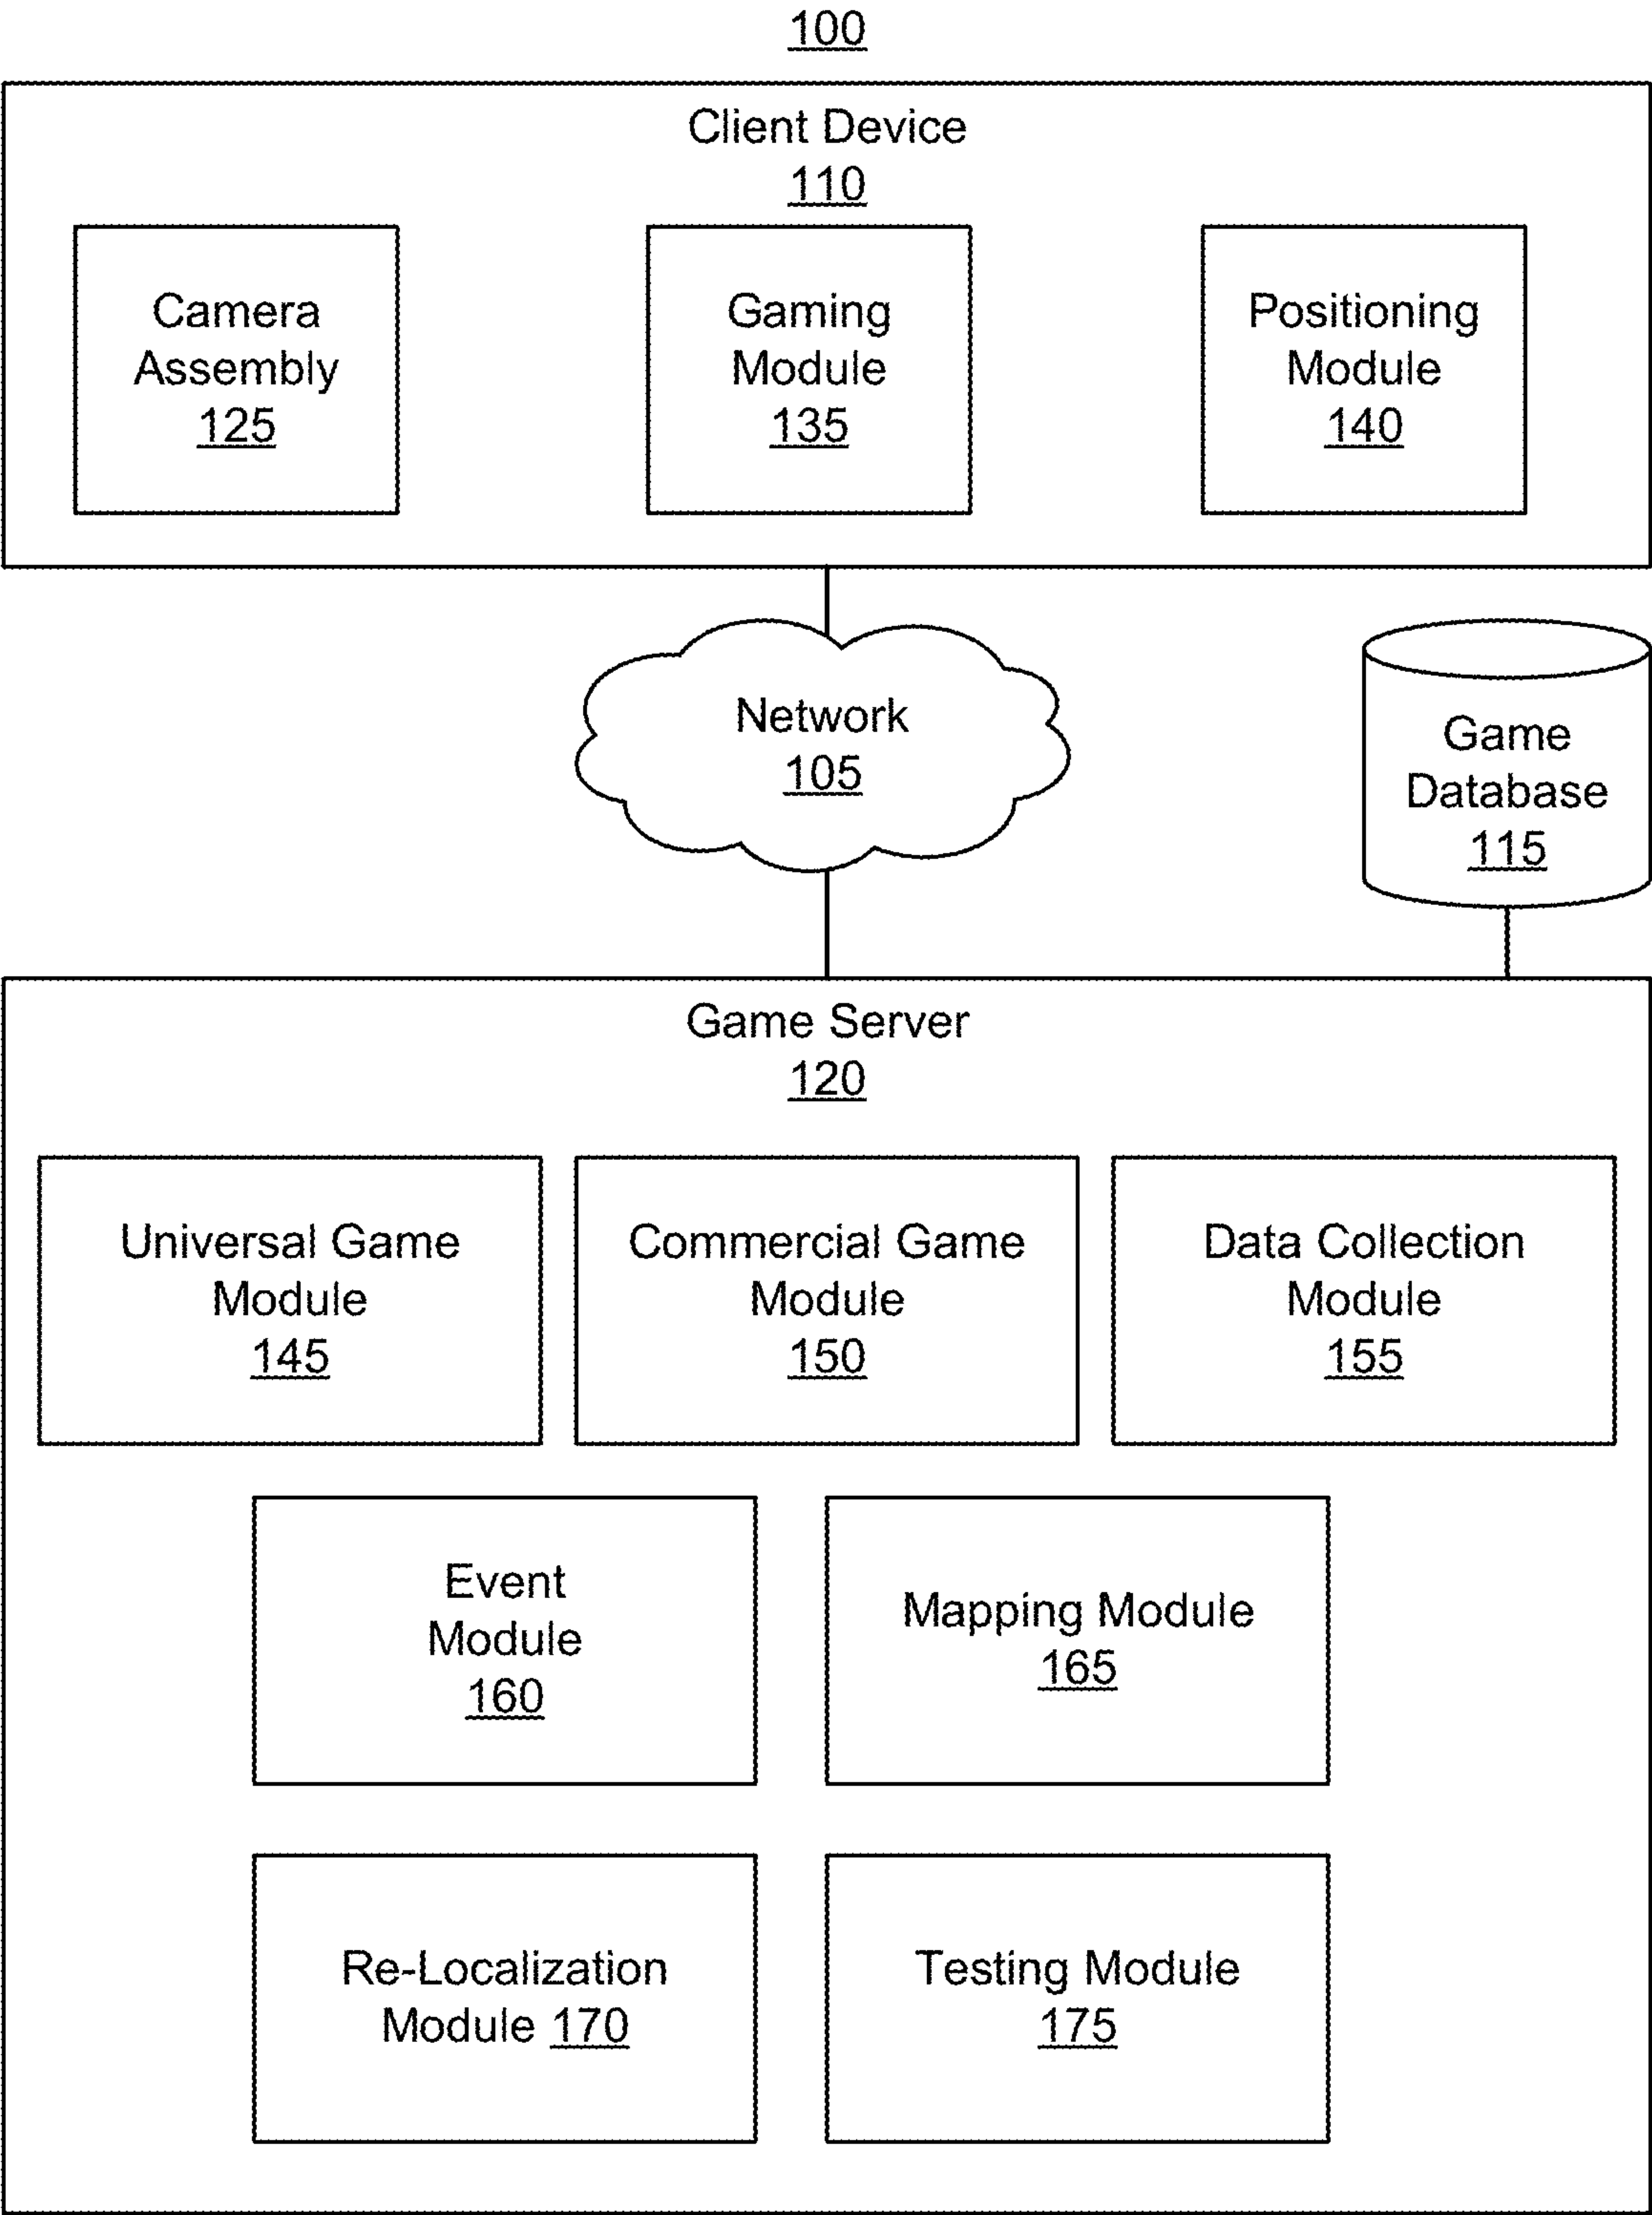 100
Client Device
110
Camera
Assembly
125
Gaming
Module
135
Positioning
Module
140
Network
105
Game
Database
115
Game Server
120
Universal Game
Module
145
Commercial Game
Module
150
Data Collection
Module
155
Event
Module
160
Mapping Module
165
Re-Localization
Module 170
Testing Module
175